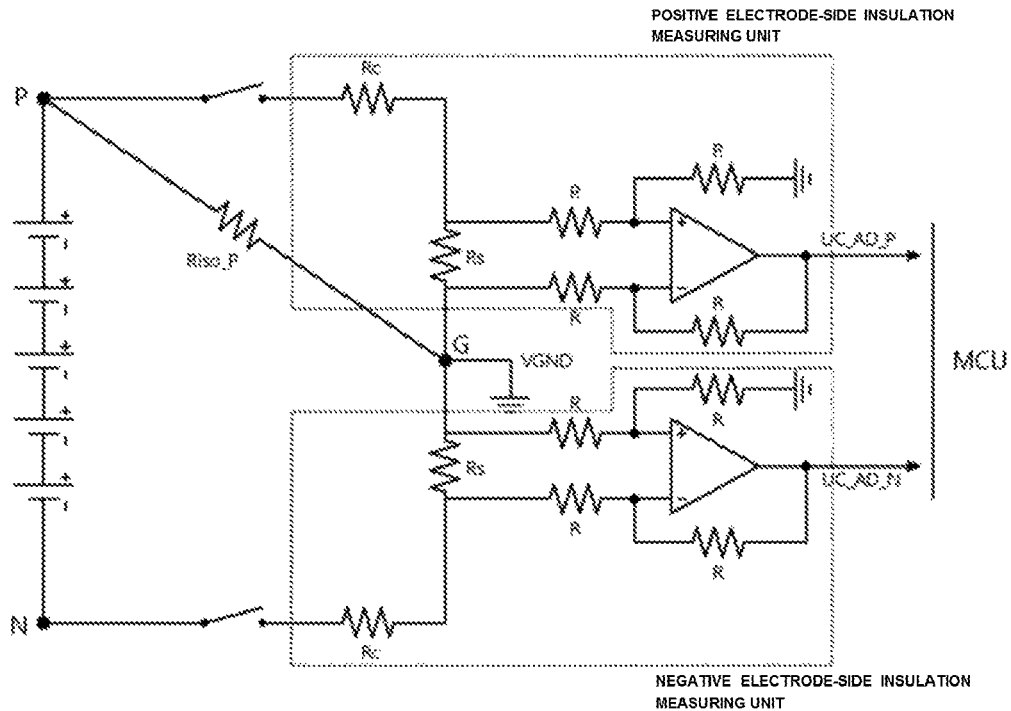 POSITIVE ELECTRODE-SIDE INSULATION
MEASURING UNIT
P
Rc
R
R
+
UC_AD_P
Riso_P
Rs
-
R
R
G
VGND
MCU
R
R
+
Rs
UC_AD_N
-
R
R
N
Rc
NEGATIVE ELECTRODE-SIDE INSULATION
MEASURING UNIT